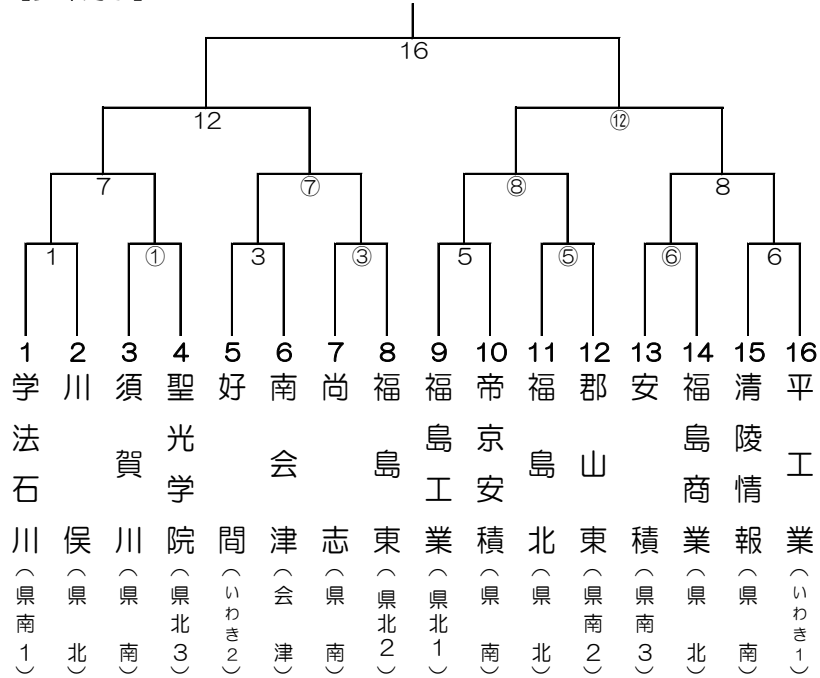 16
12
⑫
7
⑦
⑧
8
1
①
3
③
5
⑤
⑥
6
1 学法石川（県南1）
2 川俣（県北）
3 須賀川（県南）
4 聖光学院（県北3）
5 好間（いわき2）
6 南会津（会津）
7 尚志（県南）
8 福島東（県北2）
9 福島工業（県北1）
10 帝京安積（県南）
11 福島北（県北）
12 郡山東（県南2）
13 安積（県南3）
14 福島商業（県北）
15 清陵情報（県南）
16 平工業（いわき1）